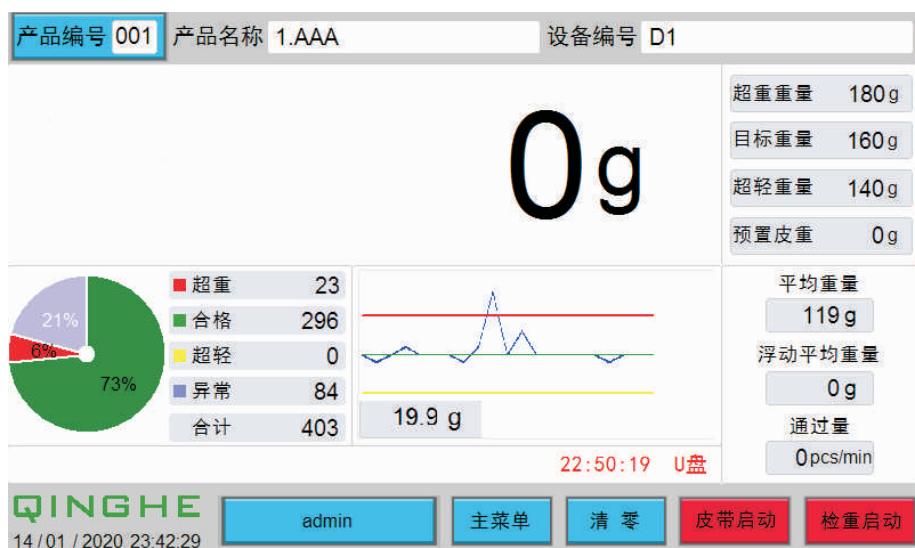 产品编号 001 产品名称 1.AAA 设备编号 D1
0g
超重重量 180g
目标重量 160g
超轻重量 140g
预置皮重 0g
21%
6%
73%
超重 23
合格 296
超轻 0
异常 84
合计 403
19.9 g
平均重量
119 g
浮动平均重量
0 g
通过量
0pcs/min
22:50:19 U盘
QINGHE
14 / 01 / 2020 23:42:29
admin 主菜单 清 零 皮带启动 检重启动